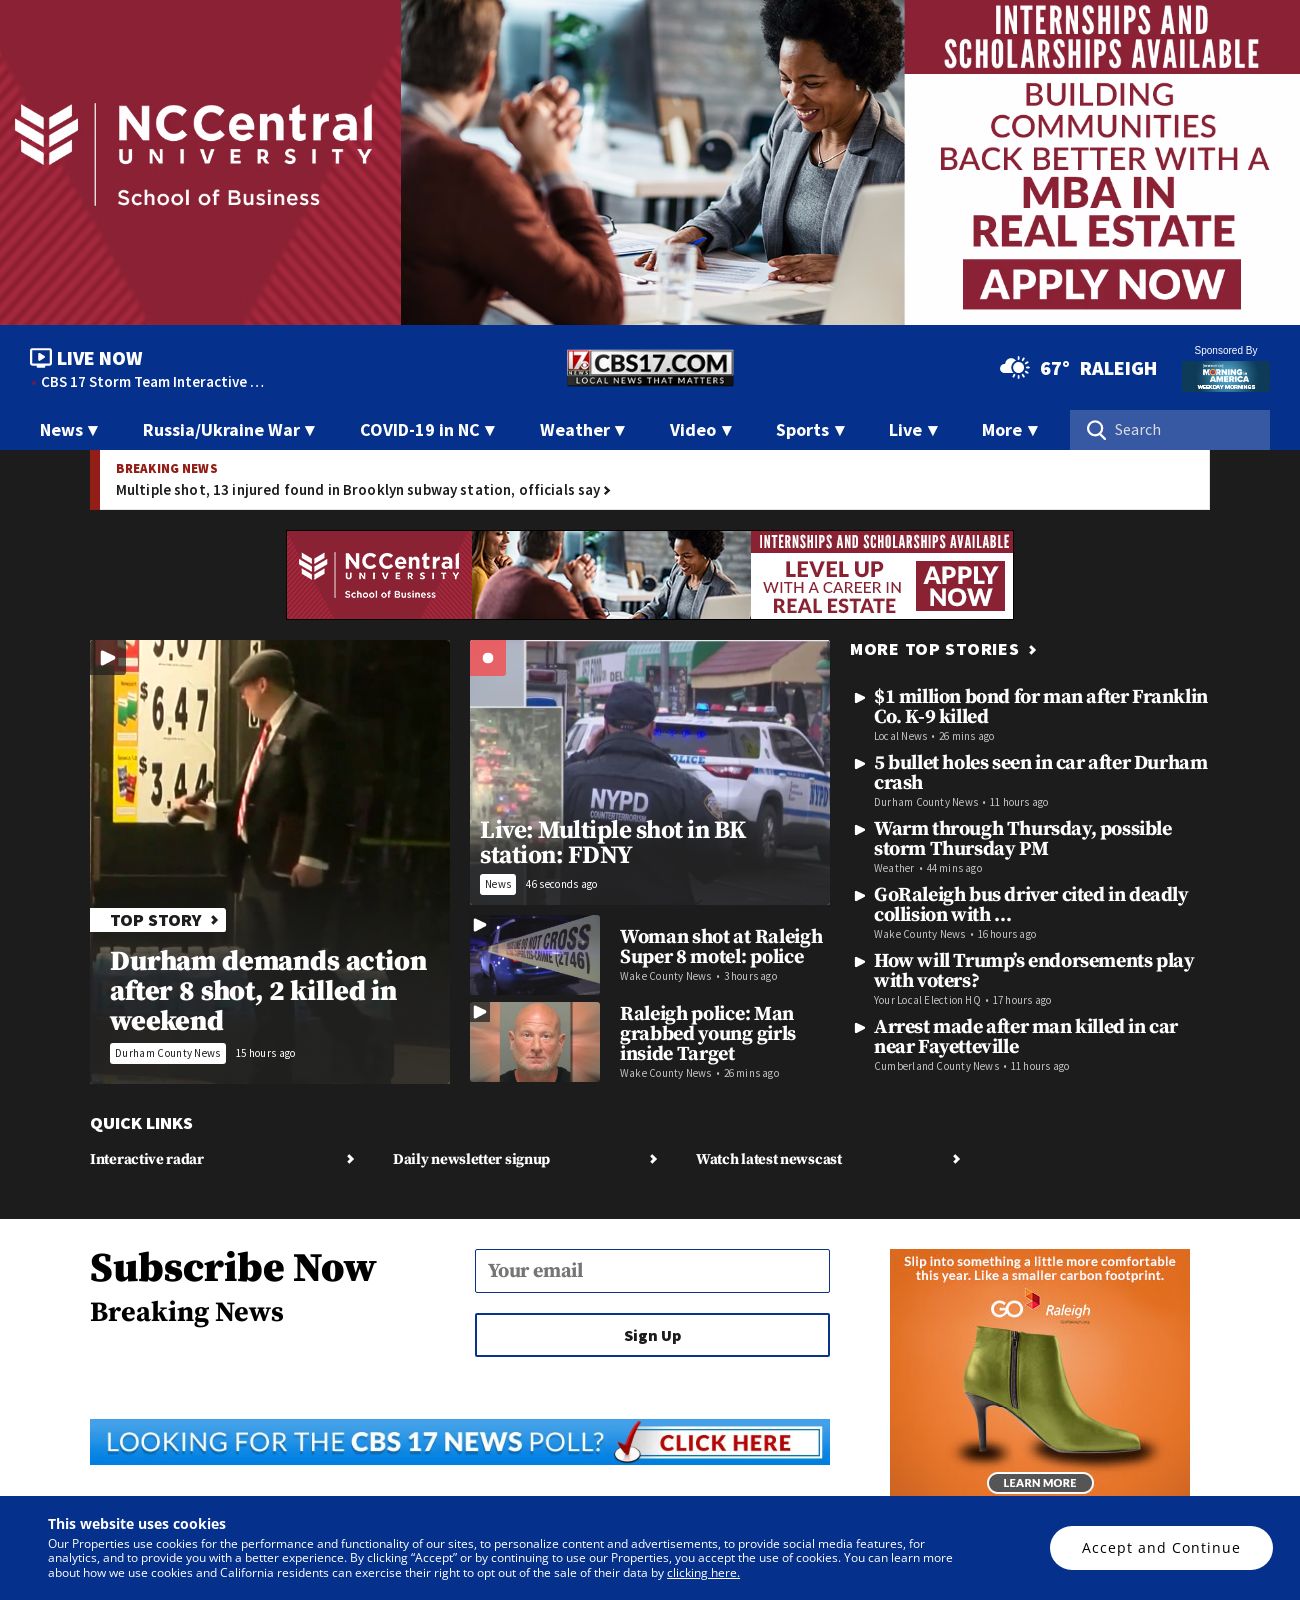 NCCentral
UNIVERSITY
School of Business
INTERNSHIPS AND
SCHOLARSHIPS AVAILABLE
BUILDING
COMMUNITIES
BACK BETTER WITH A
MBA IN
REAL ESTATE
APPLY NOW
LIVE NOW
CBS 17 Storm Team Interactive …
CBS17.COM
LOCAL NEWS THAT MATTERS
67° RALEIGH
Sponsored By
MORNING in
AMERICA
WEEKDAY MORNINGS
News ▼ Russia/Ukraine War ▼ COVID-19 in NC ▼ Weather ▼ Video ▼ Sports ▼ Live ▼ More ▼ Search
BREAKING NEWS
Multiple shot, 13 injured found in Brooklyn subway station, officials say
NCCentral
UNIVERSITY
School of Business
INTERNSHIPS AND SCHOLARSHIPS AVAILABLE
LEVEL UP
WITH A CAREER IN
REAL ESTATE
APPLY
NOW
$6.47
$3.44
TOP STORY
Durham demands action
after 8 shot, 2 killed in
weekend
Durham County News 15 hours ago
POLICE
NYPD
COUNTERTERRORISM
NYPD
Live: Multiple shot in BK
station: FDNY
News 46 seconds ago
DO NOT CROSS
Woman shot at Raleigh
Super 8 motel: police
Wake County News • 3 hours ago
Raleigh police: Man
grabbed young girls
inside Target
Wake County News • 26 mins ago
MORE TOP STORIES
$1 million bond for man after Franklin
Co. K-9 killed
Local News • 26 mins ago
5 bullet holes seen in car after Durham
crash
Durham County News • 11 hours ago
Warm through Thursday, possible
storm Thursday PM
Weather • 44 mins ago
GoRaleigh bus driver cited in deadly
collision with …
Wake County News • 16 hours ago
How will Trump’s endorsements play
with voters?
Your Local Election HQ • 17 hours ago
Arrest made after man killed in car
near Fayetteville
Cumberland County News • 11 hours ago
QUICK LINKS
Interactive radar
Daily newsletter signup
Watch latest newscast
Subscribe Now
Breaking News
Your email
Sign Up
Slip into something a little more comfortable
this year. Like a smaller carbon footprint.
GO Raleigh
LEARN MORE
LOOKING FOR THE CBS 17 NEWS POLL? CLICK HERE
This website uses cookies
Our Properties use cookies for the performance and functionality of our sites, to personalize content and advertisements, to provide social media features, for
analytics, and to provide you with a better experience. By clicking “Accept” or by continuing to use our Properties, you accept the use of cookies. You can learn more
about how we use cookies and California residents can exercise their right to opt out of the sale of their data by clicking here.
Accept and Continue